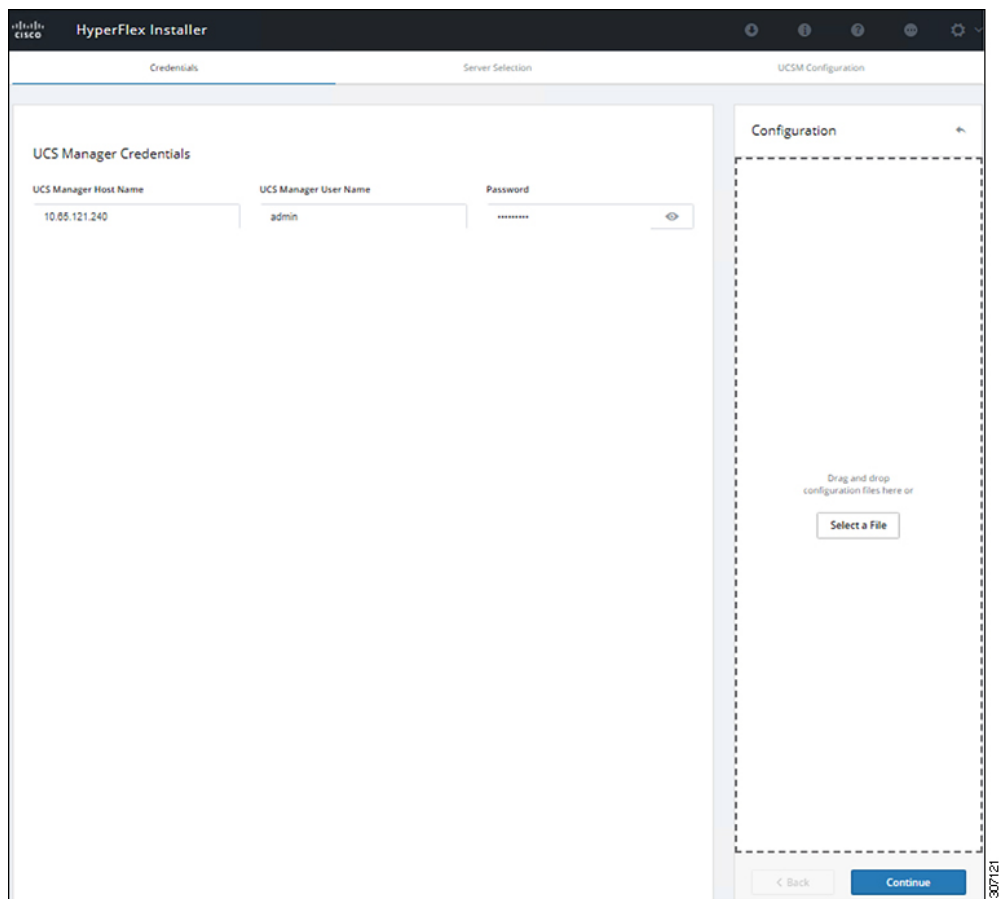 cisco HyperFlex Installer
Credentials Server Selection UCSM Configuration
UCS Manager Credentials
UCS Manager Host Name UCS Manager User Name Password
10.65.121.240 admin •••••••••
Configuration
Drag and drop
configuration files here or
Select a File
< Back Continue
307121